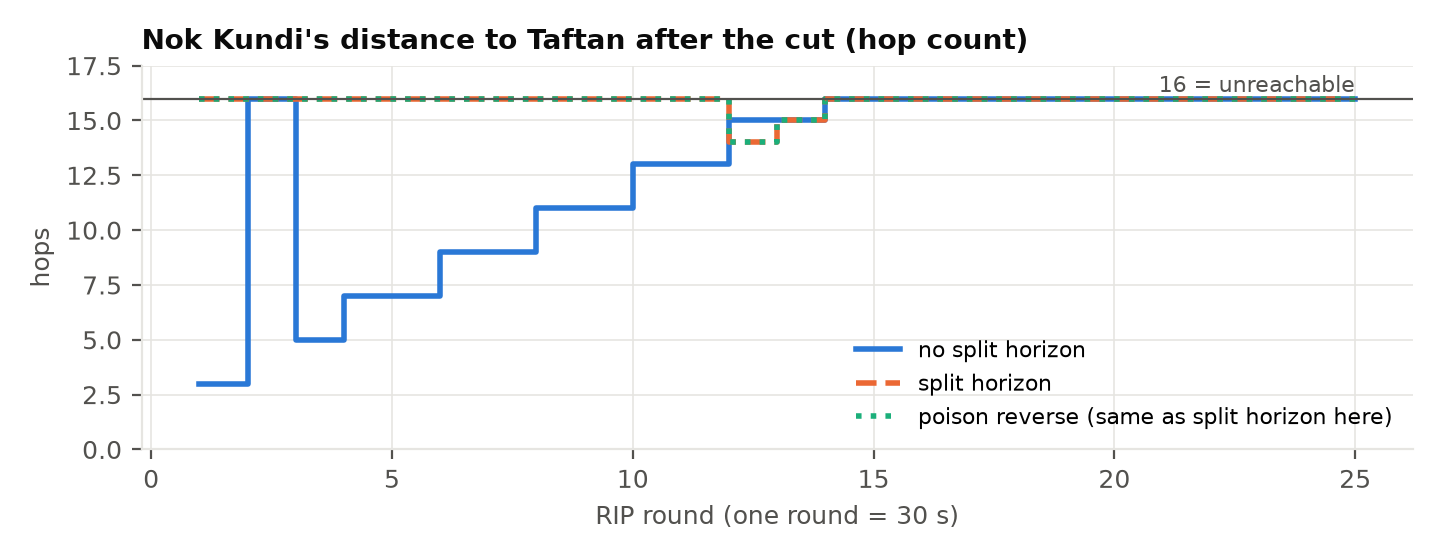 Nok Kundi's distance to Taftan after the cut (hop count)
17.5
16 = unreachable
15.0
12.5
10.0
hops
7.5
5.0
no split horizon
split horizon
2.5
poison reverse (same as split horizon here)
0.0
0 5 10 15 20 25
RIP round (one round = 30 s)